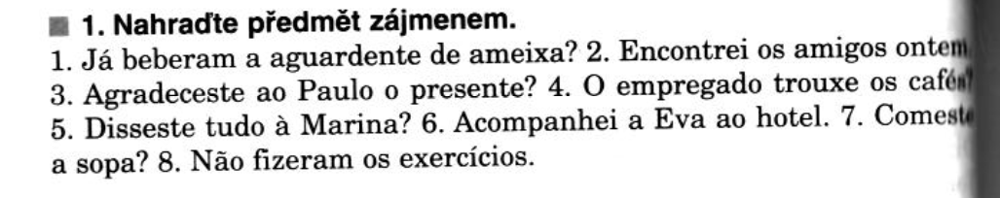 1. Nahraďte předmět zájmenem.
1. Já beberam a aguardente de ameixa? 2. Encontrei os amigos ontem
3. Agradeceste ao Paulo o presente? 4. O empregado trouxe os cafés?
5. Disseste tudo à Marina? 6. Acompanhei a Eva ao hotel. 7. Comeste
a sopa? 8. Não fizeram os exercícios.